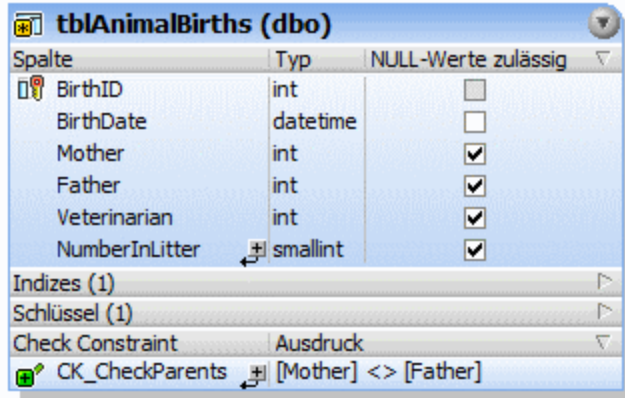 tblAnimalBirths (dbo)
Spalte Typ NULL-Werte zulässig
BirthID int
BirthDate datetime
Mother int
Father int
Veterinarian int
NumberInLitter smallint
Indizes (1)
Schlüssel (1)
Check Constraint Ausdruck
CK_CheckParents [Mother] <> [Father]